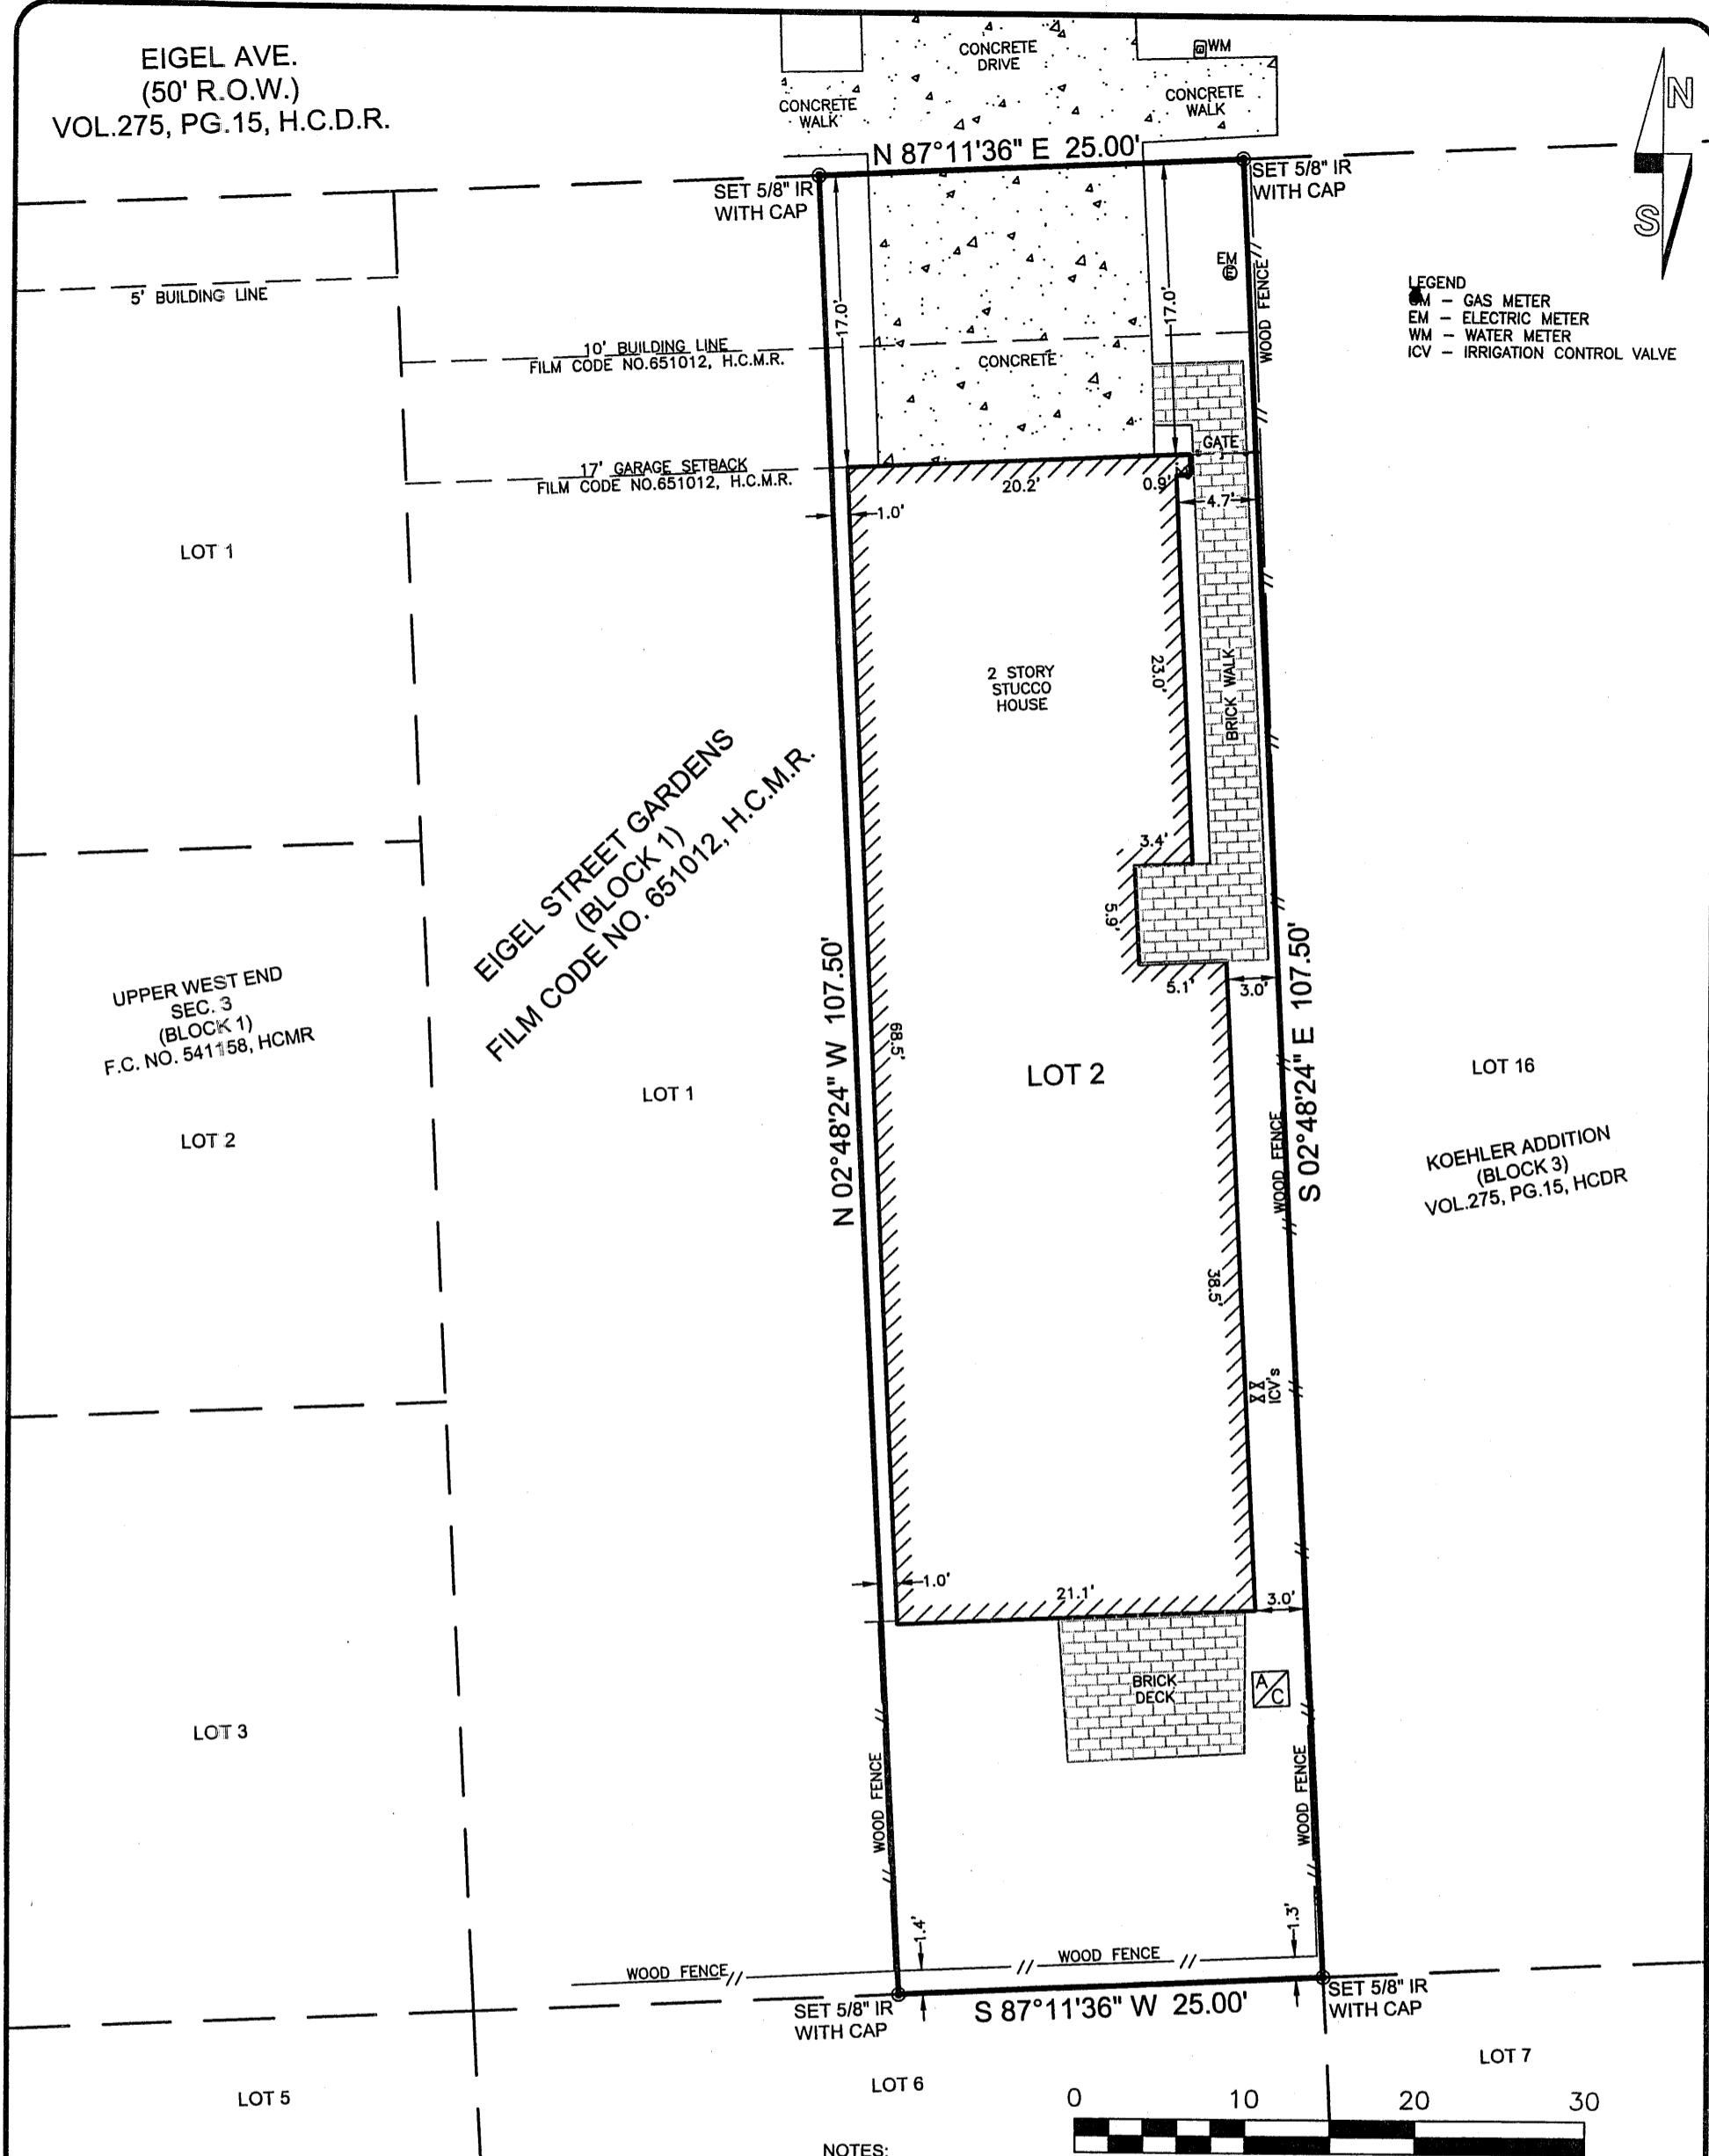 EIGEL AVE.
(50' R.O.W.)
VOL.275, PG.15, H.C.D.R.
CONCRETE
DRIVE
WM
CONCRETE
WALK
CONCRETE
WALK
N
S
N 87°11'36" E 25.00'
SET 5/8" IR
WITH CAP
SET 5/8" IR
WITH CAP
EM
E
WOOD FENCE
LEGEND
GM - GAS METER
EM - ELECTRIC METER
WM - WATER METER
ICV - IRRIGATION CONTROL VALVE
5' BUILDING LINE
17.0'
17.0'
10' BUILDING LINE
FILM CODE NO.651012, H.C.M.R.
CONCRETE
GATE
17' GARAGE SETBACK
FILM CODE NO.651012, H.C.M.R.
20.2'
0.9'
4.7'
1.0'
LOT 1
2 STORY
STUCCO
HOUSE
23.0'
BRICK WALK
EIGEL STREET GARDENS
(BLOCK 1)
FILM CODE NO. 651012, H.C.M.R.
3.4'
5.9'
5.1'
3.0'
UPPER WEST END
SEC. 3
(BLOCK 1)
F.C. NO. 541158, HCMR
N 02°48'24" W 107.50'
68.5'
LOT 2
S 02°48'24" E 107.50'
WOOD FENCE
LOT 16
LOT 1
LOT 2
KOEHLER ADDITION
(BLOCK 3)
VOL.275, PG.15, HCDR
38.5'
ICV's
1.0'
21.1'
3.0'
BRICK
DECK
A/C
LOT 3
WOOD FENCE
WOOD FENCE
1.4'
1.3'
WOOD FENCE
WOOD FENCE
SET 5/8" IR
WITH CAP
S 87°11'36" W 25.00'
SET 5/8" IR
WITH CAP
LOT 5
LOT 6
LOT 7
0 10 20 30
NOTES: